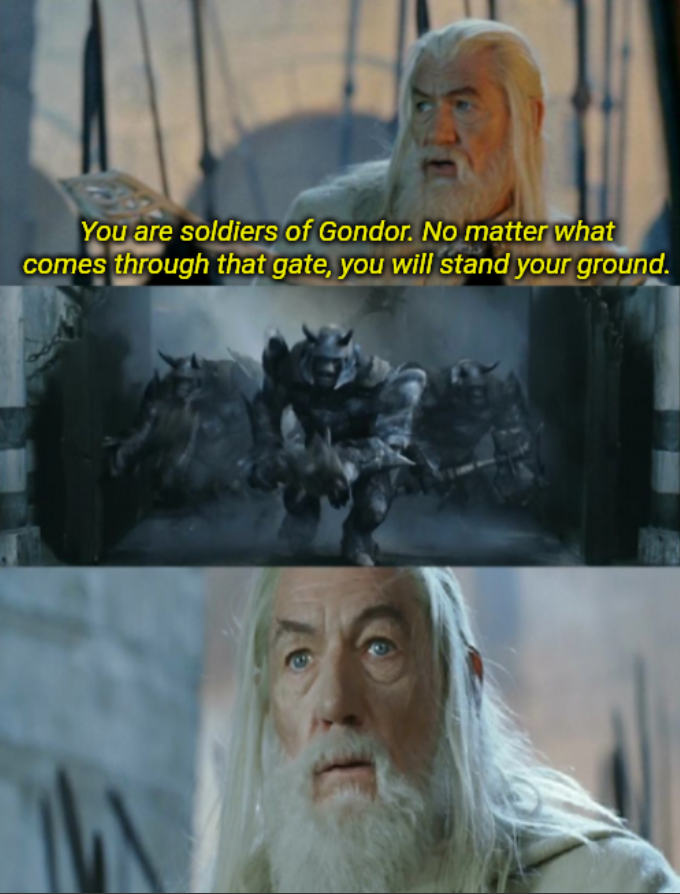 You are soldiers of Gondor. No matter what
comes through that gate, you will stand your ground.